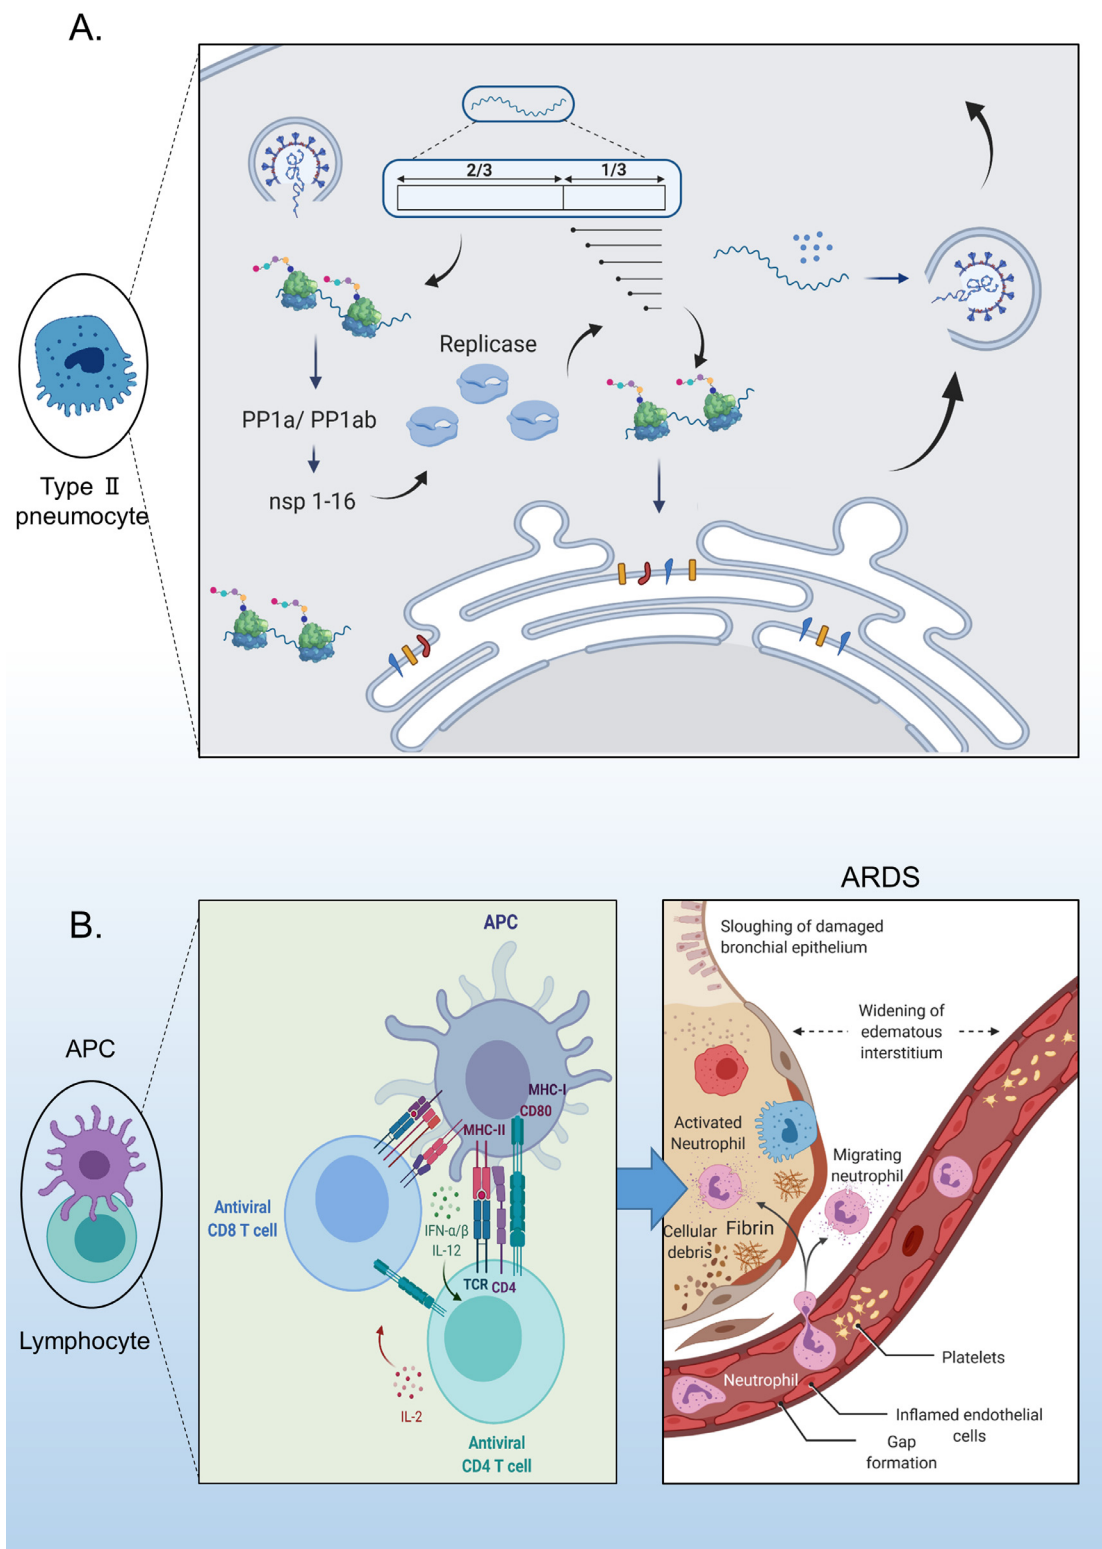 A.
2/3
1/3
Replicase
PP1a/ PP1ab
nsp 1-16
Type Ⅱ
pneumocyte
ARDS
B.
APC
Lymphocyte
APC
MHC-I
CD80
MHC-II
Antiviral
CD8 T cell
IFN-α/β
IL-12
TCR
CD4
IL-2
Antiviral
CD4 T cell
Sloughing of damaged
bronchial epithelium
Widening of
edematous
interstitium
Activated
Neutrophil
Migrating
neutrophil
Cellular
debris
Fibrin
Neutrophil
Platelets
Inflamed endothelial
cells
Gap
formation